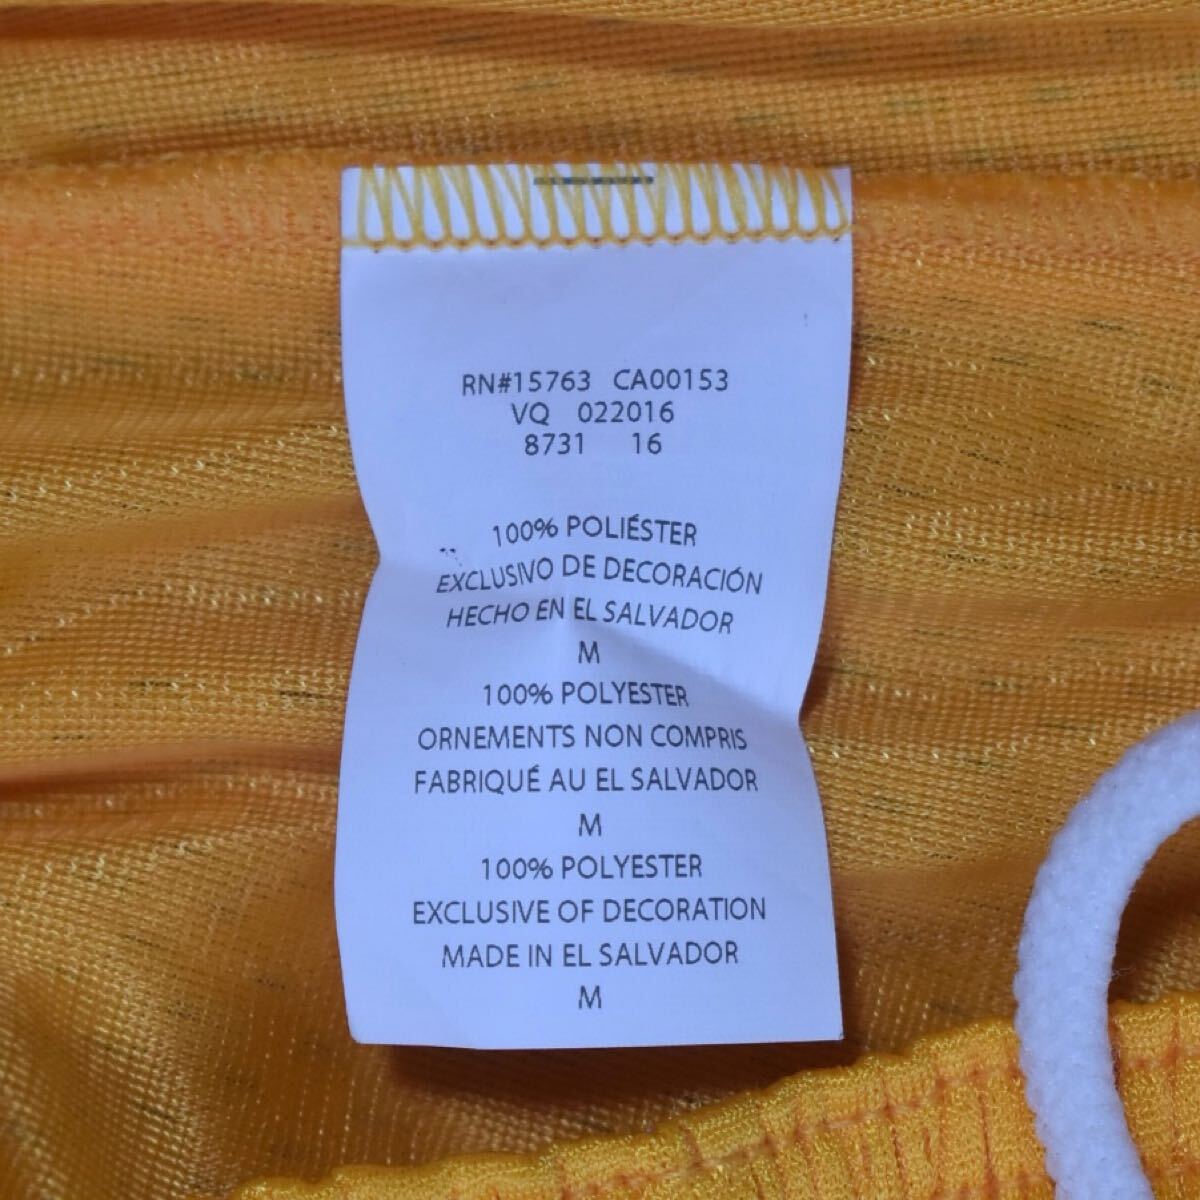 RN#15763 CA00153
VQ 022016
8731 16
100% POLIÉSTER
EXCLUSIVO DE DECORACIÓN
HECHO EN EL SALVADOR
M
100% POLYESTER
ORNEMENTS NON COMPRIS
FABRIQUÉ AU EL SALVADOR
M
100% POLYESTER
EXCLUSIVE OF DECORATION
MADE IN EL SALVADOR
M